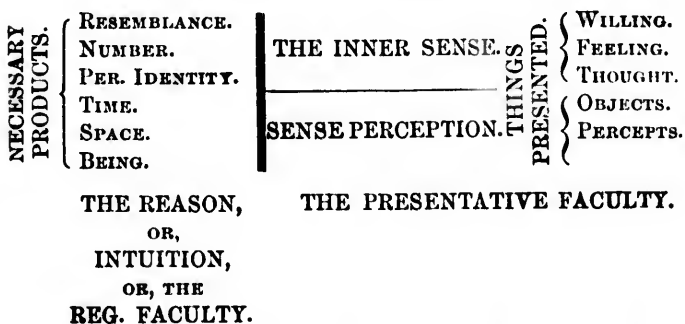 NECESSARY
PRODUCTS.
RESEMBLANCE.
NUMBER.
PER. IDENTITY.
TIME.
SPACE.
BEING.
THE INNER SENSE.
SENSE PERCEPTION.
THINGS
PRESENTED.
WILLING.
FEELING.
THOUGHT.
OBJECTS.
PERCEPTS.
THE REASON,
OR,
INTUITION,
OR, THE
REG. FACULTY.
THE PRESENTATIVE FACULTY.